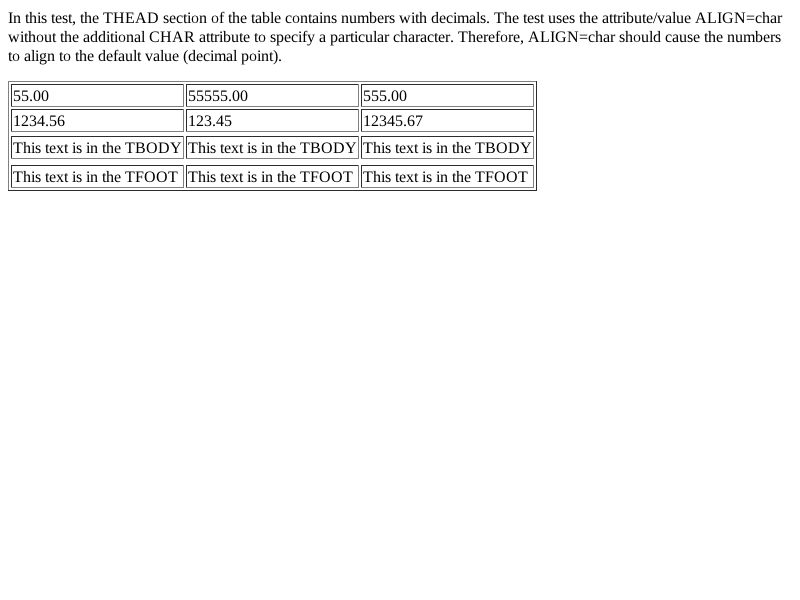 In this test, the THEAD section of the table contains numbers with decimals. The test uses the attribute/value ALIGN=char
without the additional CHAR attribute to specify a particular character. Therefore, ALIGN=char should cause the numbers
to align to the default value (decimal point).
55.00 55555.00 555.00
1234.56 123.45 12345.67
This text is in the TBODY This text is in the TBODY This text is in the TBODY
This text is in the TFOOT This text is in the TFOOT This text is in the TFOOT